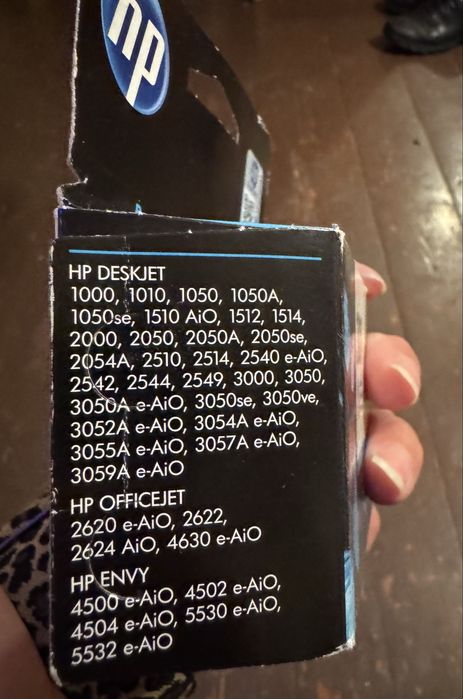 hp
HP DESKJET
1000, 1010, 1050, 1050A,
1050se, 1510 AiO, 1512, 1514,
2000, 2050, 2050A, 2050se,
2054A, 2510, 2514, 2540 e-AiO,
2542, 2544, 2549, 3000, 3050,
3050A e-AiO, 3050se, 3050ve,
3052A e-AiO, 3054A e-AiO,
3055A e-AiO, 3057A e-AiO,
3059A e-AiO
HP OFFICEJET
2620 e-AiO, 2622,
2624 AiO, 4630 e-AiO
HP ENVY
4500 e-AiO, 4502 e-AiO,
4504 e-AiO, 5530 e-AiO,
5532 e-AiO